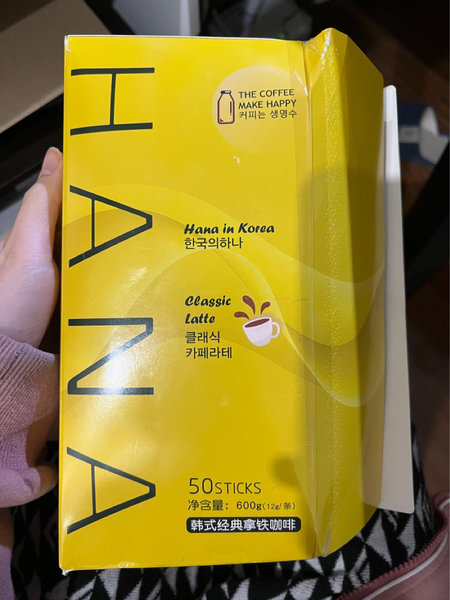 HANA
THE COFFEE
MAKE HAPPY
커피는 생명수
Hana in Korea
한국의하나
Classic
Latte
클래식
카페라테
50STICKS
净含量: 600g(12g/条)
韩式经典拿铁咖啡